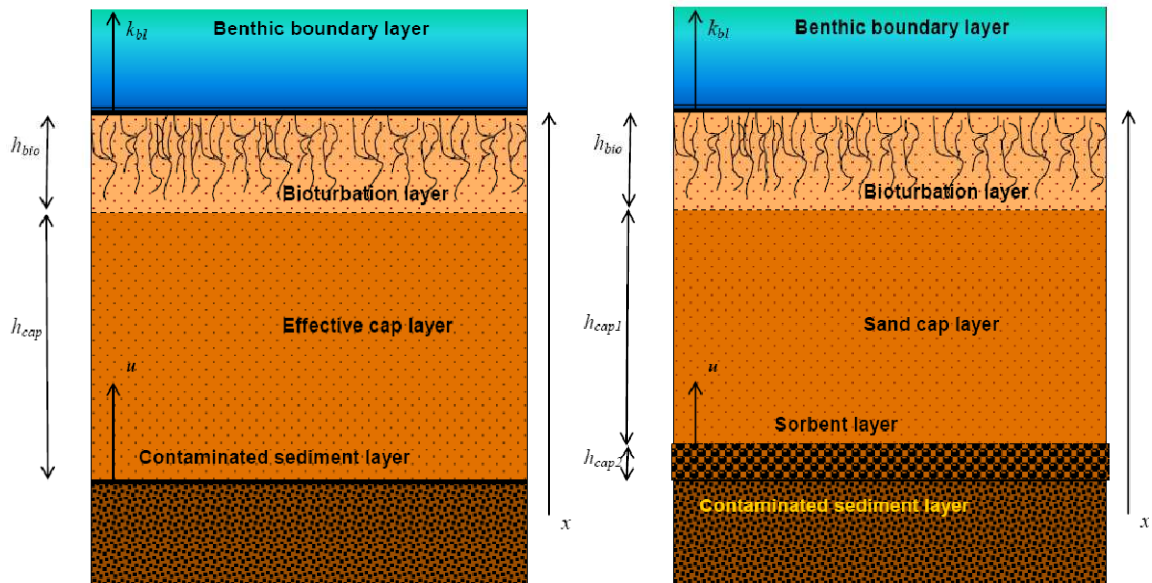 k_bl
Benthic boundary layer
h_bio
Bioturbation layer
h_cap
Effective cap layer
u
Contaminated sediment layer
x
k_bl
Benthic boundary layer
h_bio
Bioturbation layer
h_cap1
Sand cap layer
u
Sorbent layer
h_cap2
Contaminated sediment layer
x